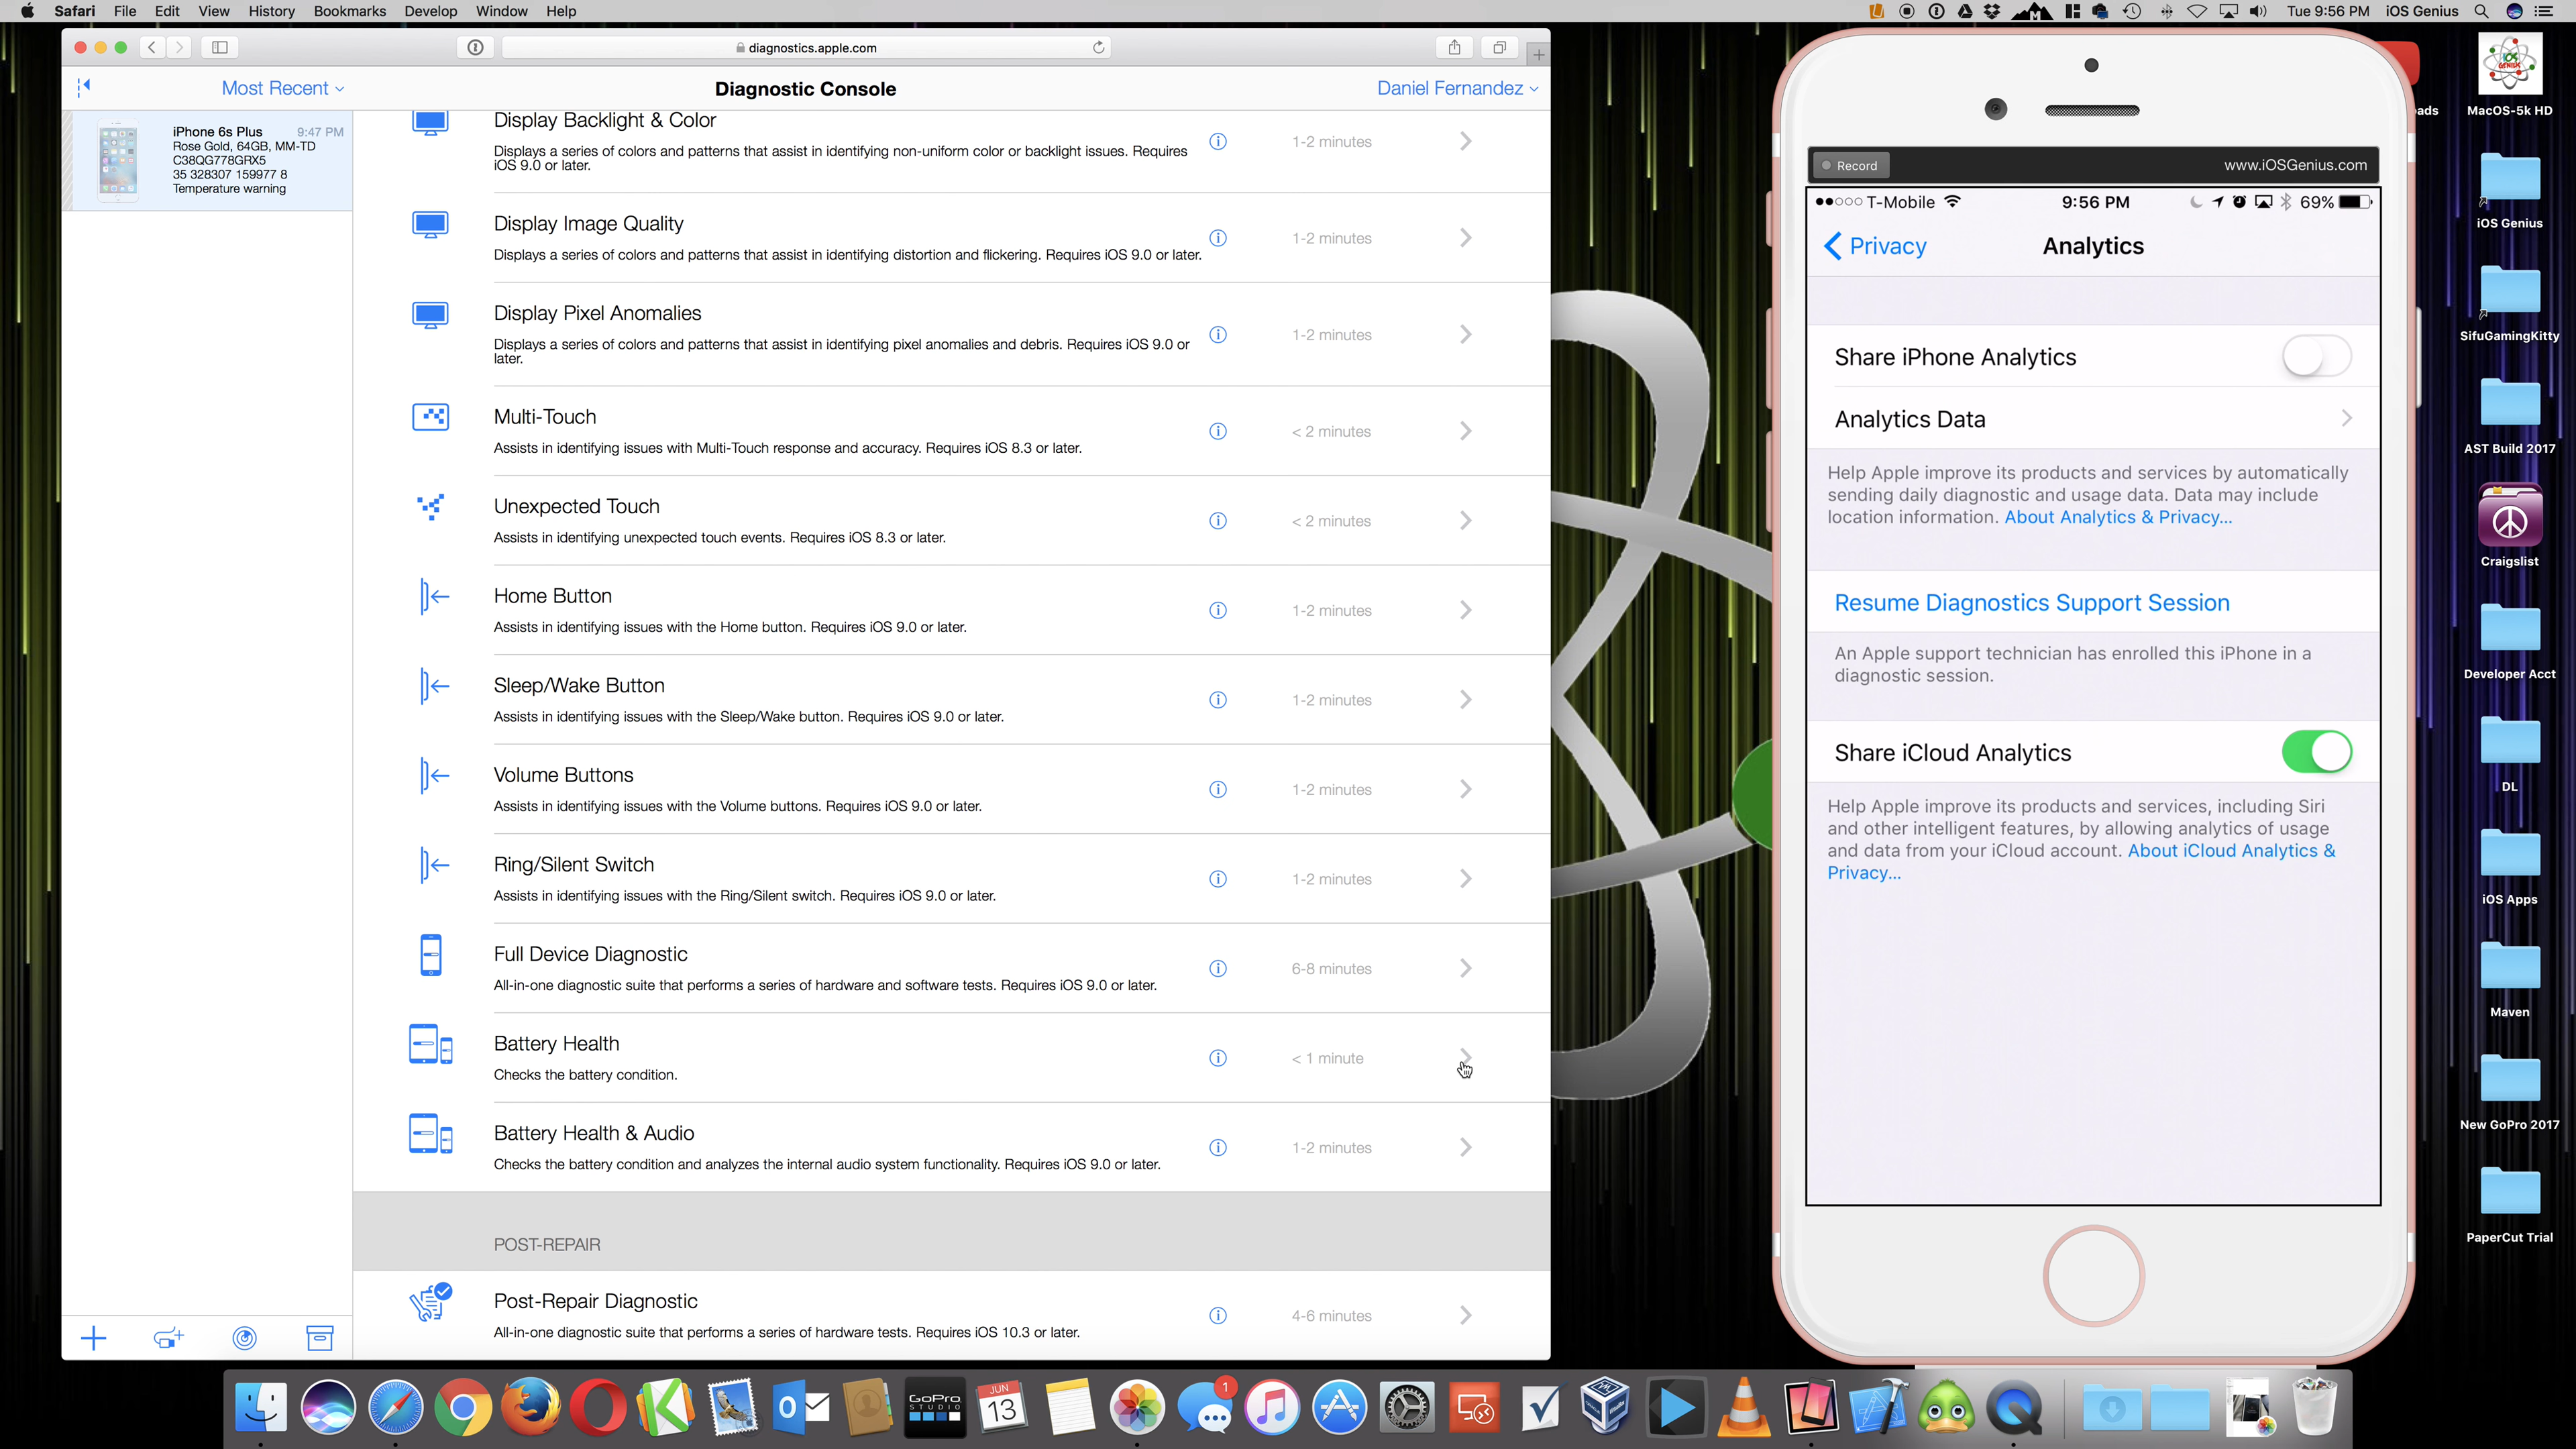 Safari File Edit View History Bookmarks Develop Window Help
Tue 9:56 PM iOS Genius
diagnostics.apple.com
Most Recent
Diagnostic Console
Daniel Fernandez
iPhone 6s Plus 9:47 PM
Rose Gold, 64GB, MM-TD
C38QG778GRX5
35 328307 159977 8
Temperature warning
Display Backlight & Color
Displays a series of colors and patterns that assist in identifying non-uniform color or backlight issues. Requires
iOS 9.0 or later.
1-2 minutes
Display Image Quality
Displays a series of colors and patterns that assist in identifying distortion and flickering. Requires iOS 9.0 or later.
1-2 minutes
Display Pixel Anomalies
Displays a series of colors and patterns that assist in identifying pixel anomalies and debris. Requires iOS 9.0 or
later.
1-2 minutes
Multi-Touch
Assists in identifying issues with Multi-Touch response and accuracy. Requires iOS 8.3 or later.
< 2 minutes
Unexpected Touch
Assists in identifying unexpected touch events. Requires iOS 8.3 or later.
< 2 minutes
Home Button
Assists in identifying issues with the Home button. Requires iOS 9.0 or later.
1-2 minutes
Sleep/Wake Button
Assists in identifying issues with the Sleep/Wake button. Requires iOS 9.0 or later.
1-2 minutes
Volume Buttons
Assists in identifying issues with the Volume buttons. Requires iOS 9.0 or later.
1-2 minutes
Ring/Silent Switch
Assists in identifying issues with the Ring/Silent switch. Requires iOS 9.0 or later.
1-2 minutes
Full Device Diagnostic
All-in-one diagnostic suite that performs a series of hardware and software tests. Requires iOS 9.0 or later.
6-8 minutes
Battery Health
Checks the battery condition.
< 1 minute
Battery Health & Audio
Checks the battery condition and analyzes the internal audio system functionality. Requires iOS 9.0 or later.
1-2 minutes
POST-REPAIR
Post-Repair Diagnostic
All-in-one diagnostic suite that performs a series of hardware tests. Requires iOS 10.3 or later.
4-6 minutes
Record
www.iOSGenius.com
T-Mobile
9:56 PM
69%
Privacy
Analytics
Share iPhone Analytics
Analytics Data
Help Apple improve its products and services by automatically
sending daily diagnostic and usage data. Data may include
location information. About Analytics & Privacy...
Resume Diagnostics Support Session
An Apple support technician has enrolled this iPhone in a
diagnostic session.
Share iCloud Analytics
Help Apple improve its products and services, including Siri
and other intelligent features, by allowing analytics of usage
and data from your iCloud account. About iCloud Analytics &
Privacy...
oads
MacOS-5k HD
iOS Genius
SifuGamingKitty
AST Build 2017
Craigslist
Developer Acct
DL
iOS Apps
Maven
New GoPro 2017
PaperCut Trial
GoPro
STUDIO
JUN
13
1